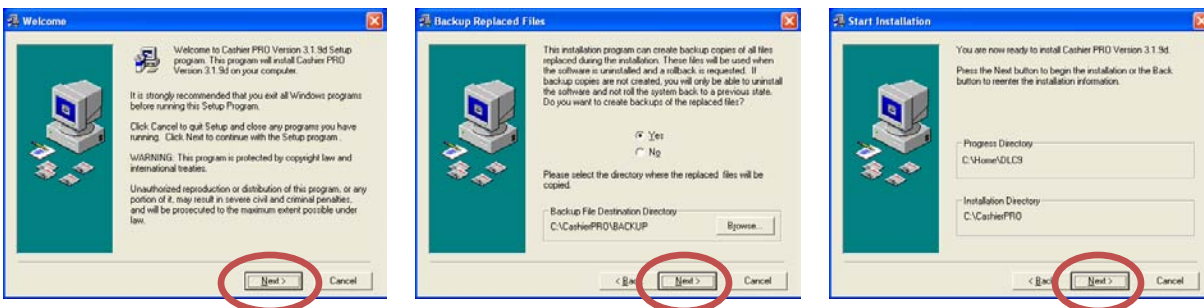 Welcome
Welcome to Cashier PRO Version 3.1.9d Setup
program. This program will install Cashier PRO
Version 3.1.9d on your computer.
It is strongly recommended that you exit all Windows programs
before running this Setup Program.
Click Cancel to quit Setup and close any programs you have
running. Click Next to continue with the Setup program .
WARNING: This program is protected by copyright law and
international treaties.
Unauthorized reproduction or distribution of this program, or any
portion of it, may result in severe civil and criminal penalties,
and will be prosecuted to the maximum extent possible under
law.
Next >
Cancel
Backup Replaced Files
This installation program can create backup copies of all files
replaced during the installation. These files will be used when
the software is uninstalled and a rollback is requested. If
backup copies are not created, you will only be able to uninstall
the software and not roll the system back to a previous state.
Do you want to create backups of the replaced files?
Yes
No
Please select the directory where the replaced files will be
copied.
Backup File Destination Directory
C:\CashierPRO\BACKUP
Browse...
< Bac
Next >
Cancel
Start Installation
You are now ready to install Cashier PRO Version 3.1.9d.
Press the Next button to begin the installation or the Back
button to reenter the installation information.
Progress Directory
C:\Home\DLC9
Installation Directory
C:\CashierPRO
< Bac
Next >
Cancel